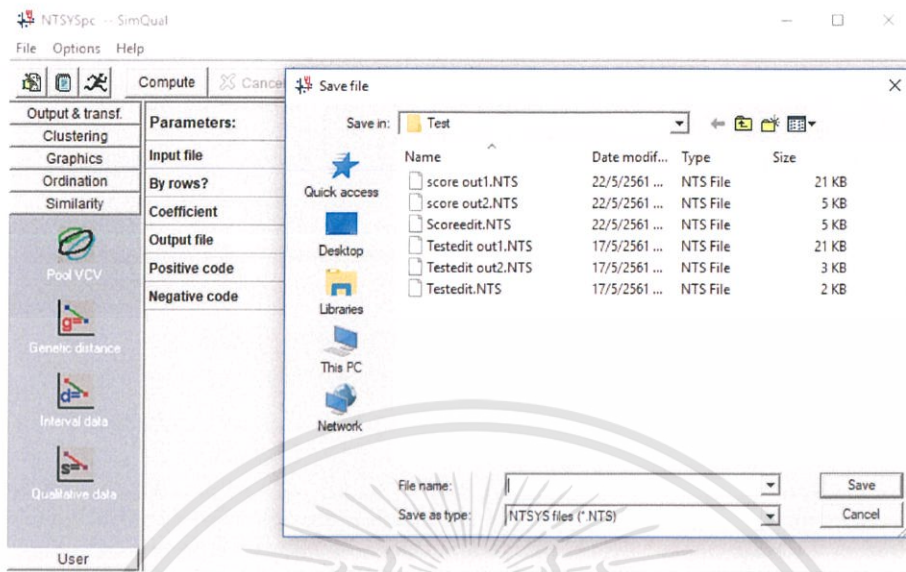 NTSYSpc -- SimQual
File Options Help
Compute Cance
Output & transf.
Clustering
Graphics
Ordination
Similarity
Pool VCV
Genetic distance
Interval data
Qualitative data
User
Parameters:
Input file
By rows?
Coefficient
Output file
Positive code
Negative code
Save file
Save in: Test
Quick access
Desktop
Libraries
This PC
Network
Name Date modif... Type Size
score out1.NTS 22/5/2561 ... NTS File 21 KB
score out2.NTS 22/5/2561 ... NTS File 5 KB
Scoreedit.NTS 22/5/2561 ... NTS File 5 KB
Testedit out1.NTS 17/5/2561 ... NTS File 21 KB
Testedit out2.NTS 17/5/2561 ... NTS File 3 KB
Testedit.NTS 17/5/2561 ... NTS File 2 KB
File name: Save
Save as type: NTSYS files (*.NTS) Cancel